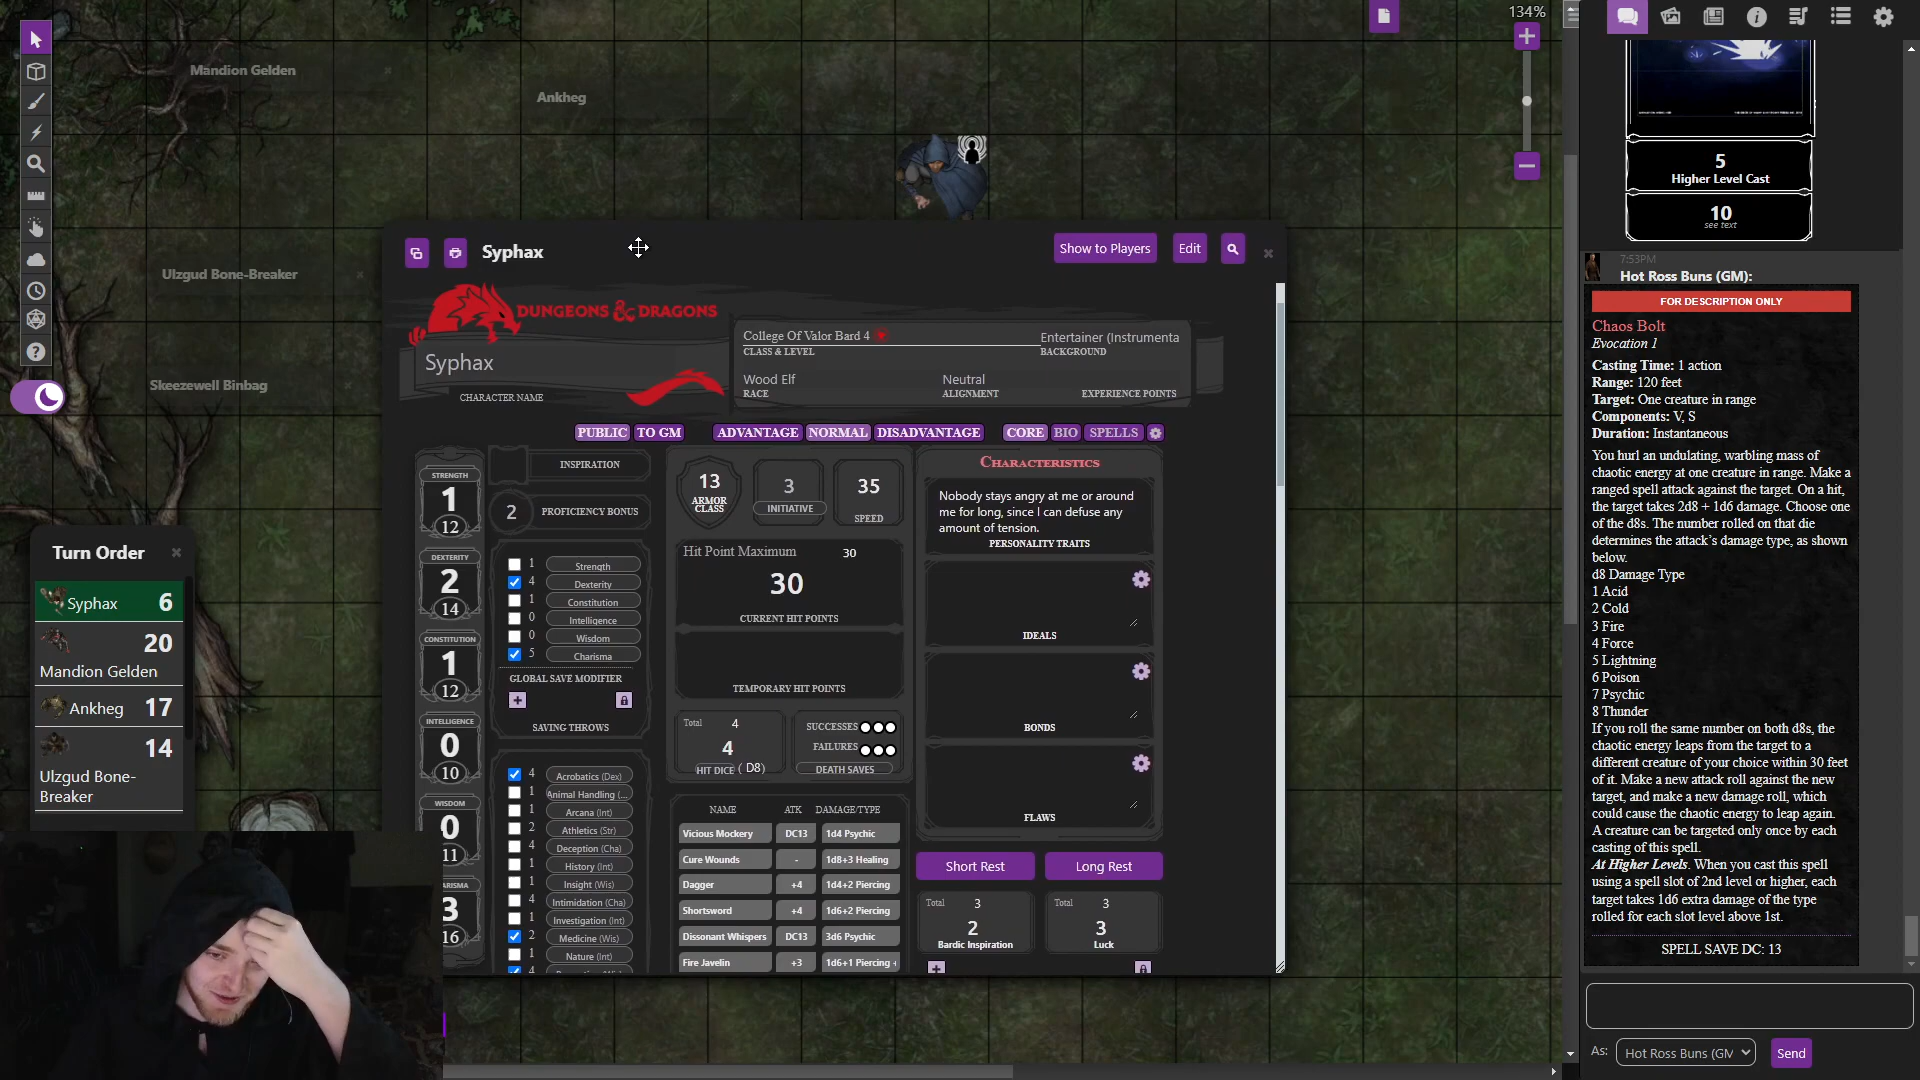 Mandion Gelden
Ankheg
134%
Ulzgud Bone-Breaker
Skeezewell Binbag
Turn Order
Syphax 6
20
Mandion Gelden
Ankheg 17
14
Ulzgud Bone-
Breaker
Syphax
Show to Players
Edit
DUNGEONS & DRAGONS
Syphax
CHARACTER NAME
College Of Valor Bard 4
CLASS & LEVEL
Entertainer (Instrumenta
BACKGROUND
Wood Elf
RACE
Neutral
ALIGNMENT
EXPERIENCE POINTS
PUBLIC TO GM
ADVANTAGE NORMAL DISADVANTAGE
CORE BIO SPELLS
STRENGTH
1
12
DEXTERITY
2
14
CONSTITUTION
1
12
INTELLIGENCE
0
10
WISDOM
0
11
ARISMA
3
16
INSPIRATION
2 PROFICIENCY BONUS
1 Strength
4 Dexterity
1 Constitution
0 Intelligence
0 Wisdom
5 Charisma
GLOBAL SAVE MODIFIER
+
SAVING THROWS
4 Acrobatics (Dex)
1 Animal Handling (...
1 Arcana (Int)
2 Athletics (Str)
4 Deception (Cha)
1 History (Int)
1 Insight (Wis)
4 Intimidation (Cha)
1 Investigation (Int)
2 Medicine (Wis)
1 Nature (Int)
4
13
ARMOR
CLASS
3
INITIATIVE
35
SPEED
Hit Point Maximum 30
30
CURRENT HIT POINTS
TEMPORARY HIT POINTS
Total 4
4
HIT DICE ( D8)
SUCCESSES
FAILURES
DEATH SAVES
NAME ATK DAMAGE/TYPE
Vicious Mockery DC13 1d4 Psychic
Cure Wounds - 1d8+3 Healing
Dagger +4 1d4+2 Piercing
Shortsword +4 1d6+2 Piercing
Dissonant Whispers DC13 3d6 Psychic
Fire Javelin +3 1d6+1 Piercing +
CHARACTERISTICS
Nobody stays angry at me or around
me for long, since I can defuse any
amount of tension.
PERSONALITY TRAITS
IDEALS
BONDS
FLAWS
Short Rest
Long Rest
Total 3
2
Bardic Inspiration
Total 3
3
Luck
+
5
Higher Level Cast
10
see text
7:53PM
Hot Ross Buns (GM):
FOR DESCRIPTION ONLY
Chaos Bolt
Evocation 1
Casting Time: 1 action
Range: 120 feet
Target: One creature in range
Components: V, S
Duration: Instantaneous
You hurl an undulating, warbling mass of
chaotic energy at one creature in range. Make a
ranged spell attack against the target. On a hit,
the target takes 2d8 + 1d6 damage. Choose one
of the d8s. The number rolled on that die
determines the attack's damage type, as shown
below.
d8 Damage Type
1 Acid
2 Cold
3 Fire
4 Force
5 Lightning
6 Poison
7 Psychic
8 Thunder
If you roll the same number on both d8s, the
chaotic energy leaps from the target to a
different creature of your choice within 30 feet
of it. Make a new attack roll against the new
target, and make a new damage roll, which
could cause the chaotic energy to leap again.
A creature can be targeted only once by each
casting of this spell.
At Higher Levels. When you cast this spell
using a spell slot of 2nd level or higher, each
target takes 1d6 extra damage of the type
rolled for each slot level above 1st.
SPELL SAVE DC: 13
As: Hot Ross Buns (GM
Send